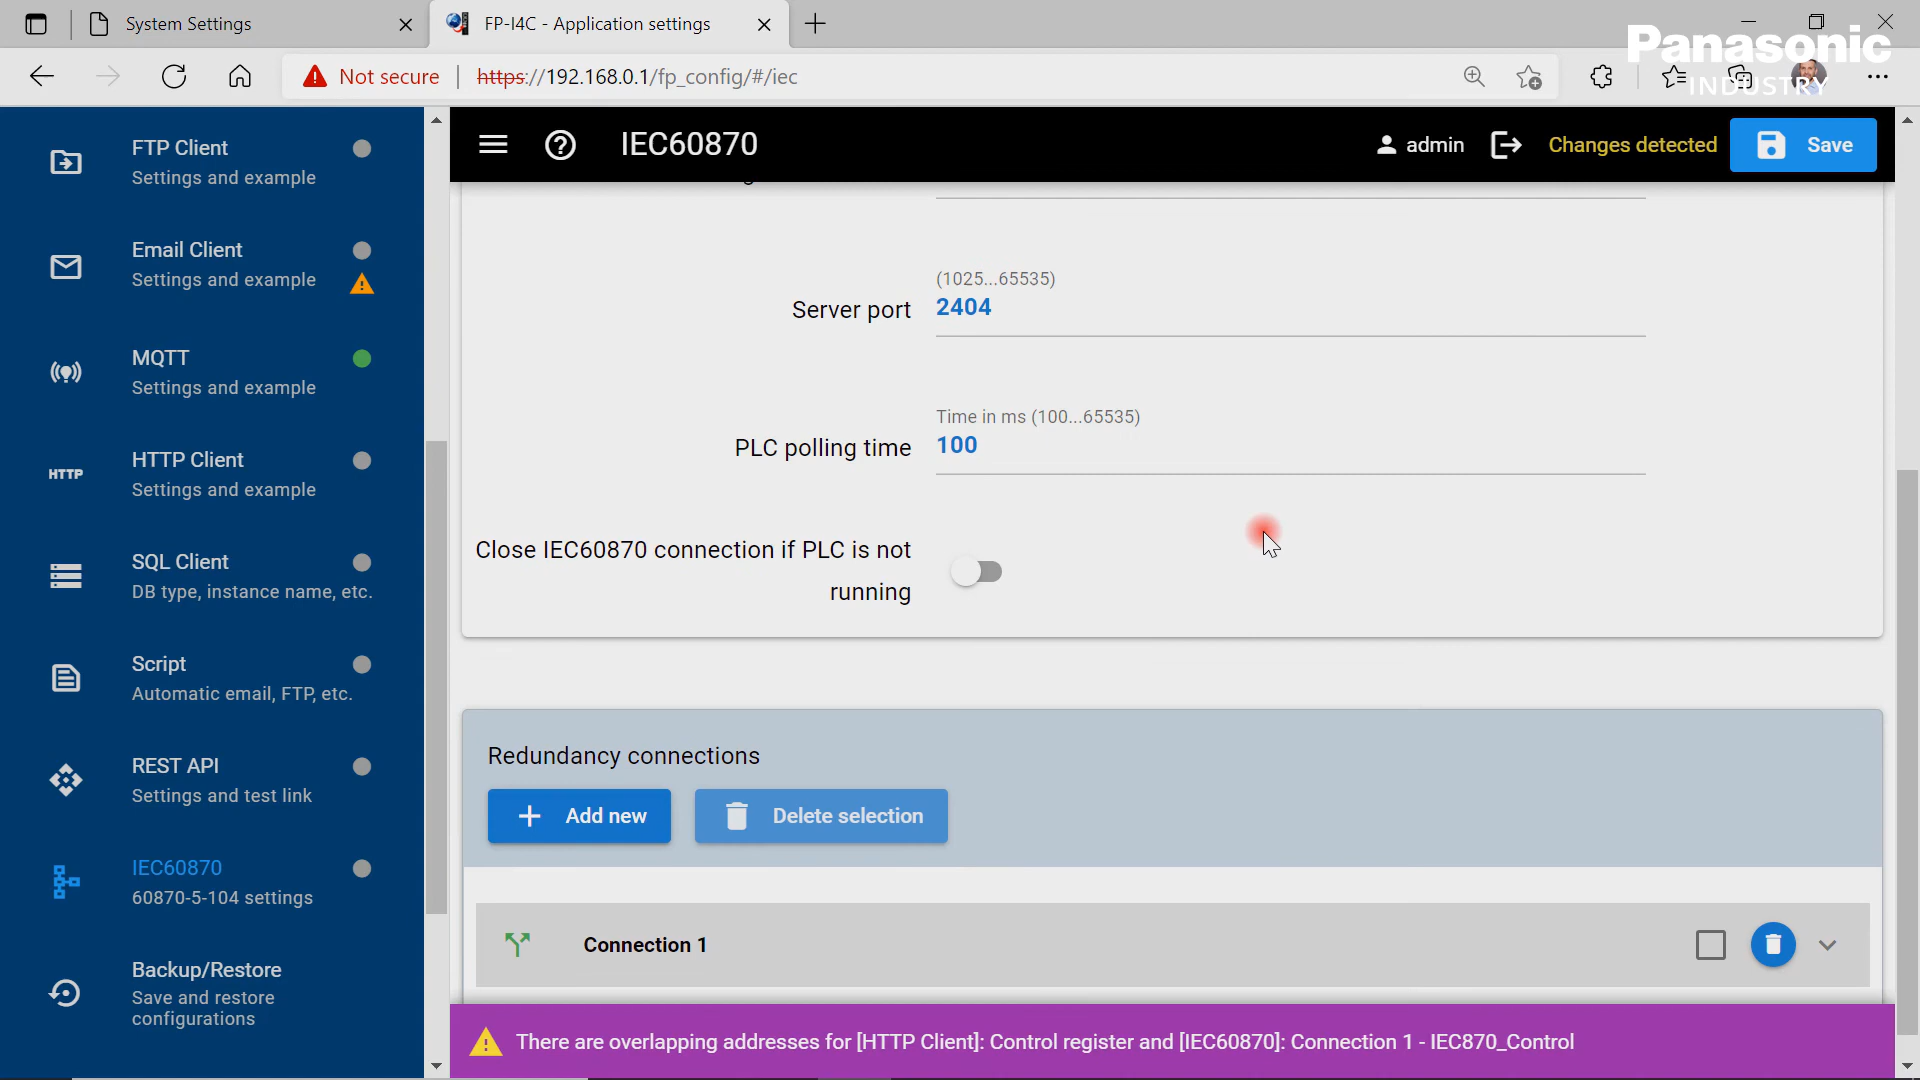 System Settings
FP-I4C - Application settings
Panasonic
INDUSTRY
Not secure
https://192.168.0.1/fp_config/#/iec
FTP Client
Settings and example
Email Client
Settings and example
MQTT
Settings and example
HTTP
HTTP Client
Settings and example
SQL Client
DB type, instance name, etc.
Script
Automatic email, FTP, etc.
REST API
Settings and test link
IEC60870
60870-5-104 settings
Backup/Restore
Save and restore
configurations
IEC60870
admin
Changes detected
Save
(1025...65535)
Server port
2404
Time in ms (100...65535)
PLC polling time
100
Close IEC60870 connection if PLC is not
running
Redundancy connections
Add new
Delete selection
Connection 1
There are overlapping addresses for [HTTP Client]: Control register and [IEC60870]: Connection 1 - IEC870_Control